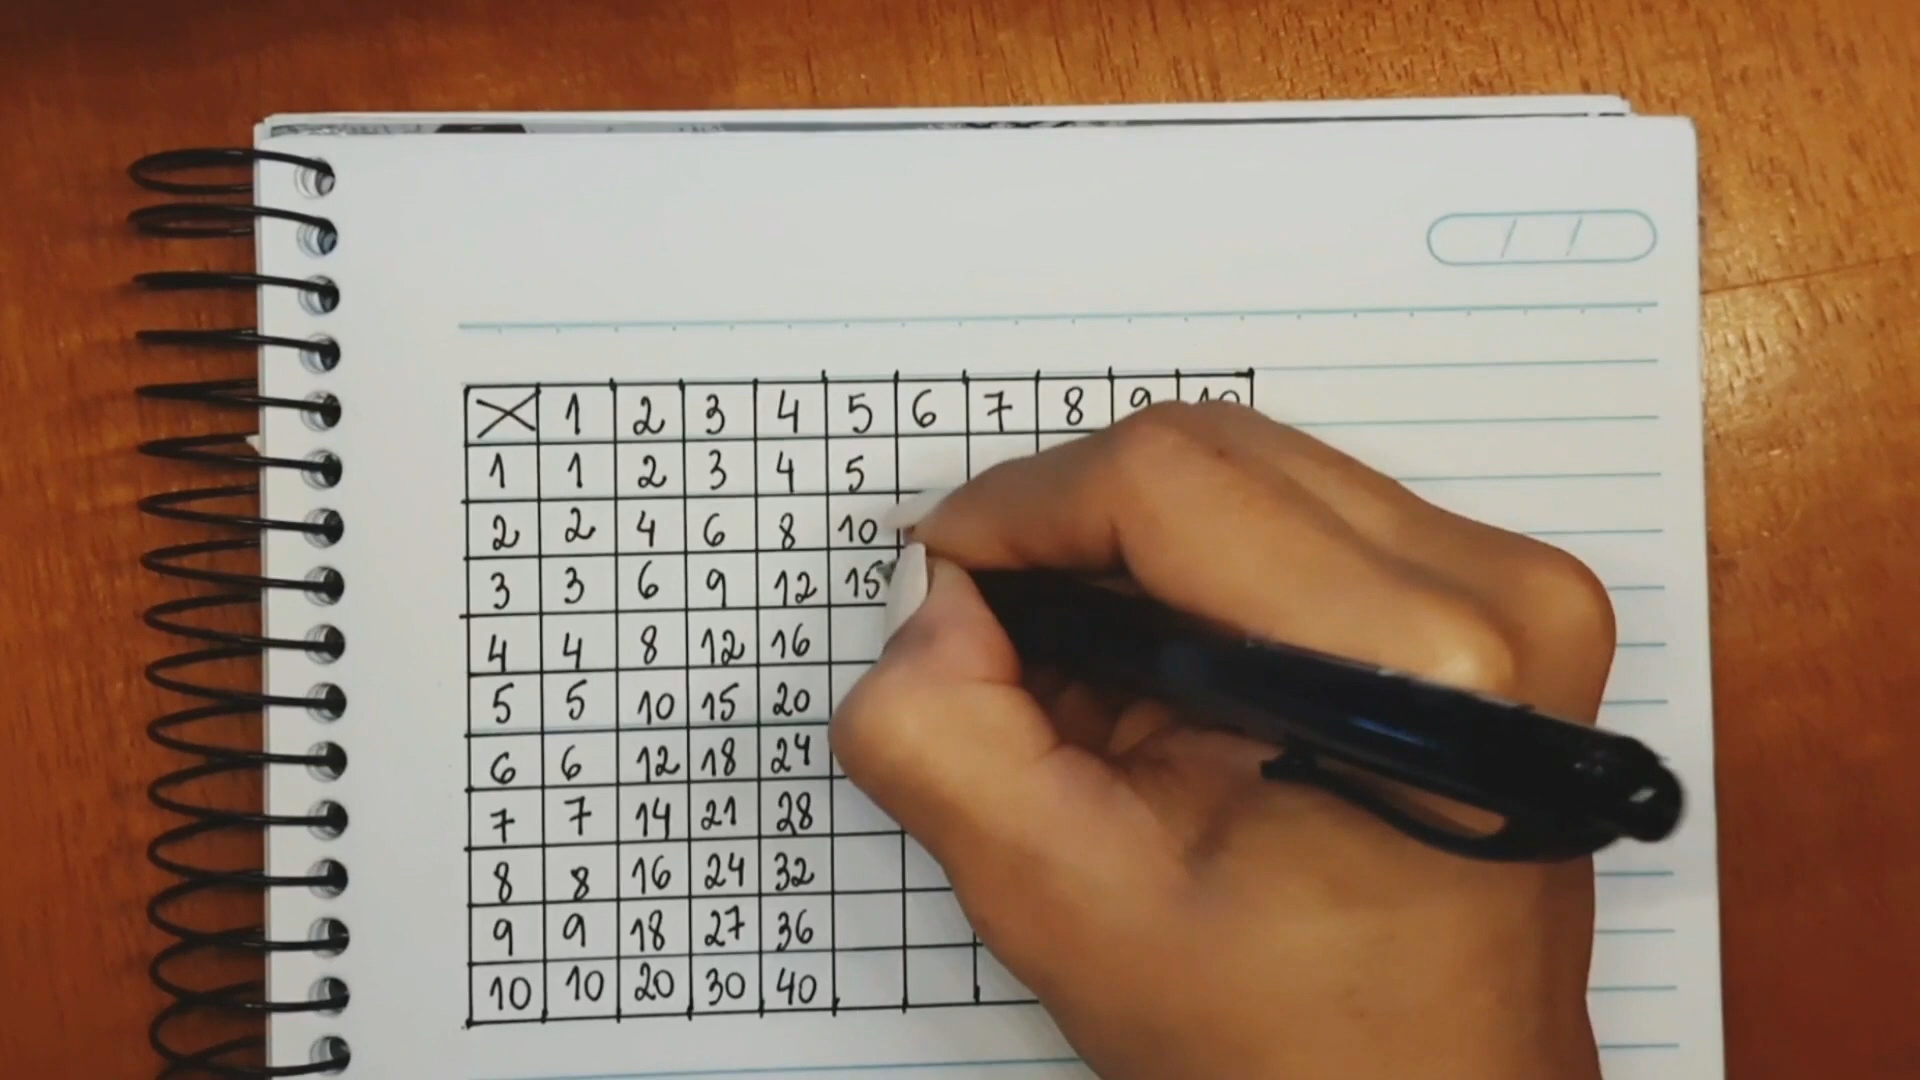 X 1 2 3 4 5 6 7 8 9 10
1 1 2 3 4 5
2 2 4 6 8 10
3 3 6 9 12 15
4 4 8 12 16
5 5 10 15 20
6 6 12 18 24
7 7 14 21 28
8 8 16 24 32
9 9 18 27 36
10 10 20 30 40